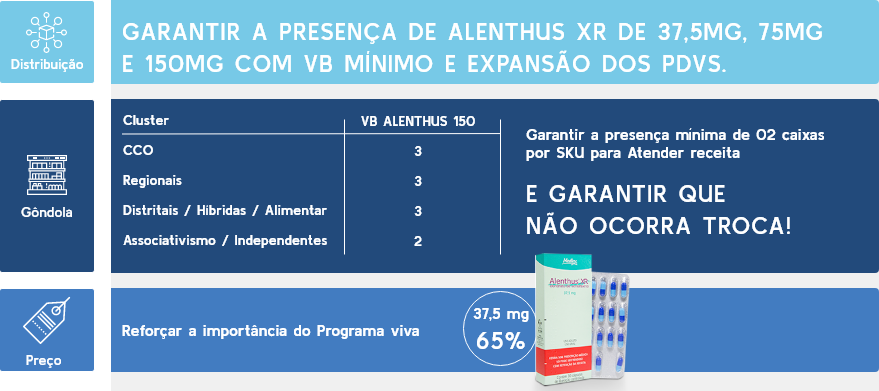 Distribuição
GARANTIR A PRESENÇA DE ALENTHUS XR DE 37,5MG, 75MG
E 150MG COM VB MÍNIMO E EXPANSÃO DOS PDVS.
Gôndola
Cluster VB ALENTHUS 150
CCO 3
Regionais 3
Distritais / Híbridas / Alimentar 3
Associativismo / Independentes 2
Garantir a presença mínima de 02 caixas
por SKU para Atender receita
E GARANTIR QUE
NÃO OCORRA TROCA!
Preço
Reforçar a importância do Programa viva
37,5 mg
65%
Alenthus XR